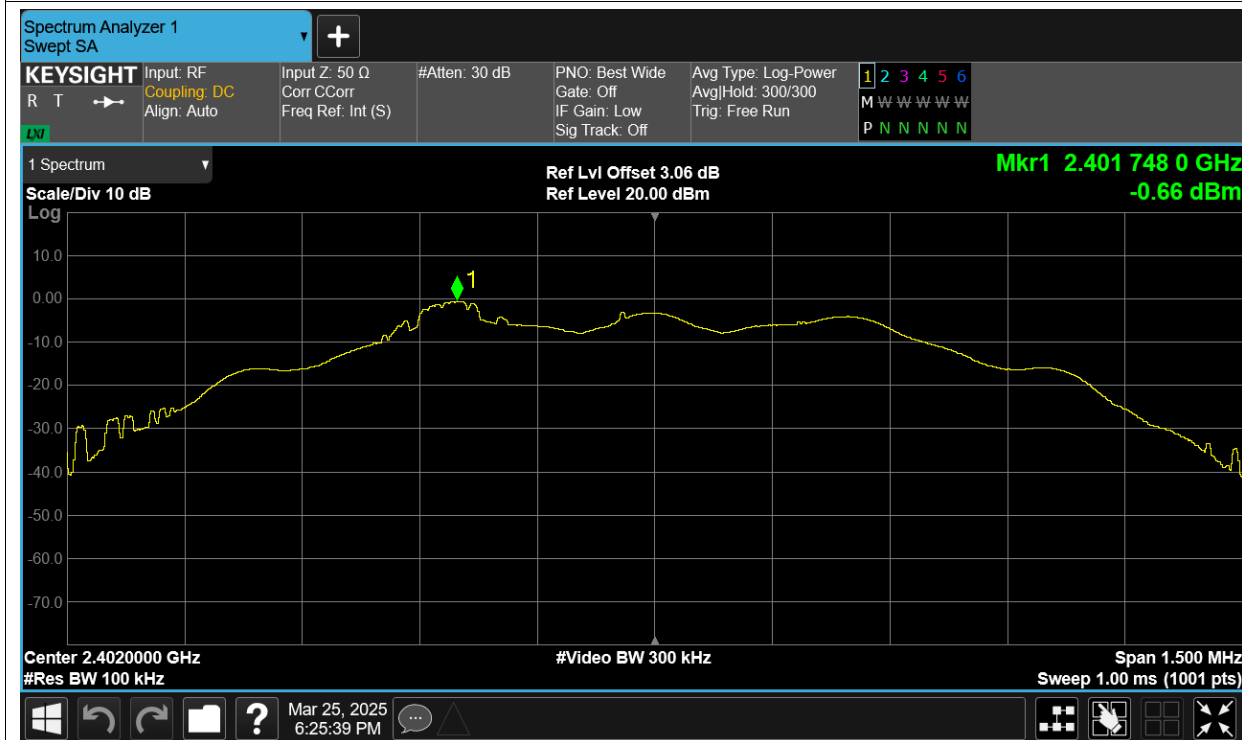 Spectrum Analyzer 1
Swept SA
KEYSIGHT
R T
LXI
Input: RF
Coupling: DC
Align: Auto
Input Z: 50 Ω
Corr CCorr
Freq Ref: Int (S)
#Atten: 30 dB
PNO: Best Wide
Gate: Off
IF Gain: Low
Sig Track: Off
Avg Type: Log-Power
Avg|Hold: 300/300
Trig: Free Run
1 2 3 4 5 6
M W W W W W
P N N N N N
1 Spectrum
Scale/Div 10 dB
Log
Ref Lvl Offset 3.06 dB
Ref Level 20.00 dBm
Mkr1 2.401 748 0 GHz
-0.66 dBm
1
10.0
0.00
-10.0
-20.0
-30.0
-40.0
-50.0
-60.0
-70.0
Center 2.4020000 GHz
#Video BW 300 kHz
Span 1.500 MHz
#Res BW 100 kHz
Sweep 1.00 ms (1001 pts)
?
Mar 25, 2025
6:25:39 PM